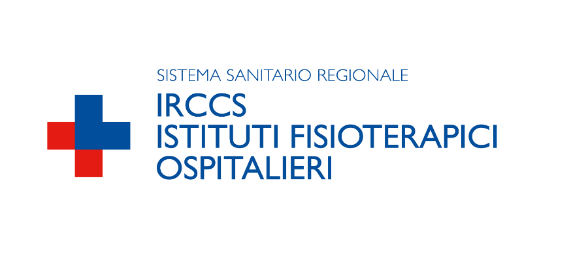 SISTEMA SANITARIO REGIONALE
IRCCS
ISTITUTI FISIOTERAPICI
OSPITALIERI